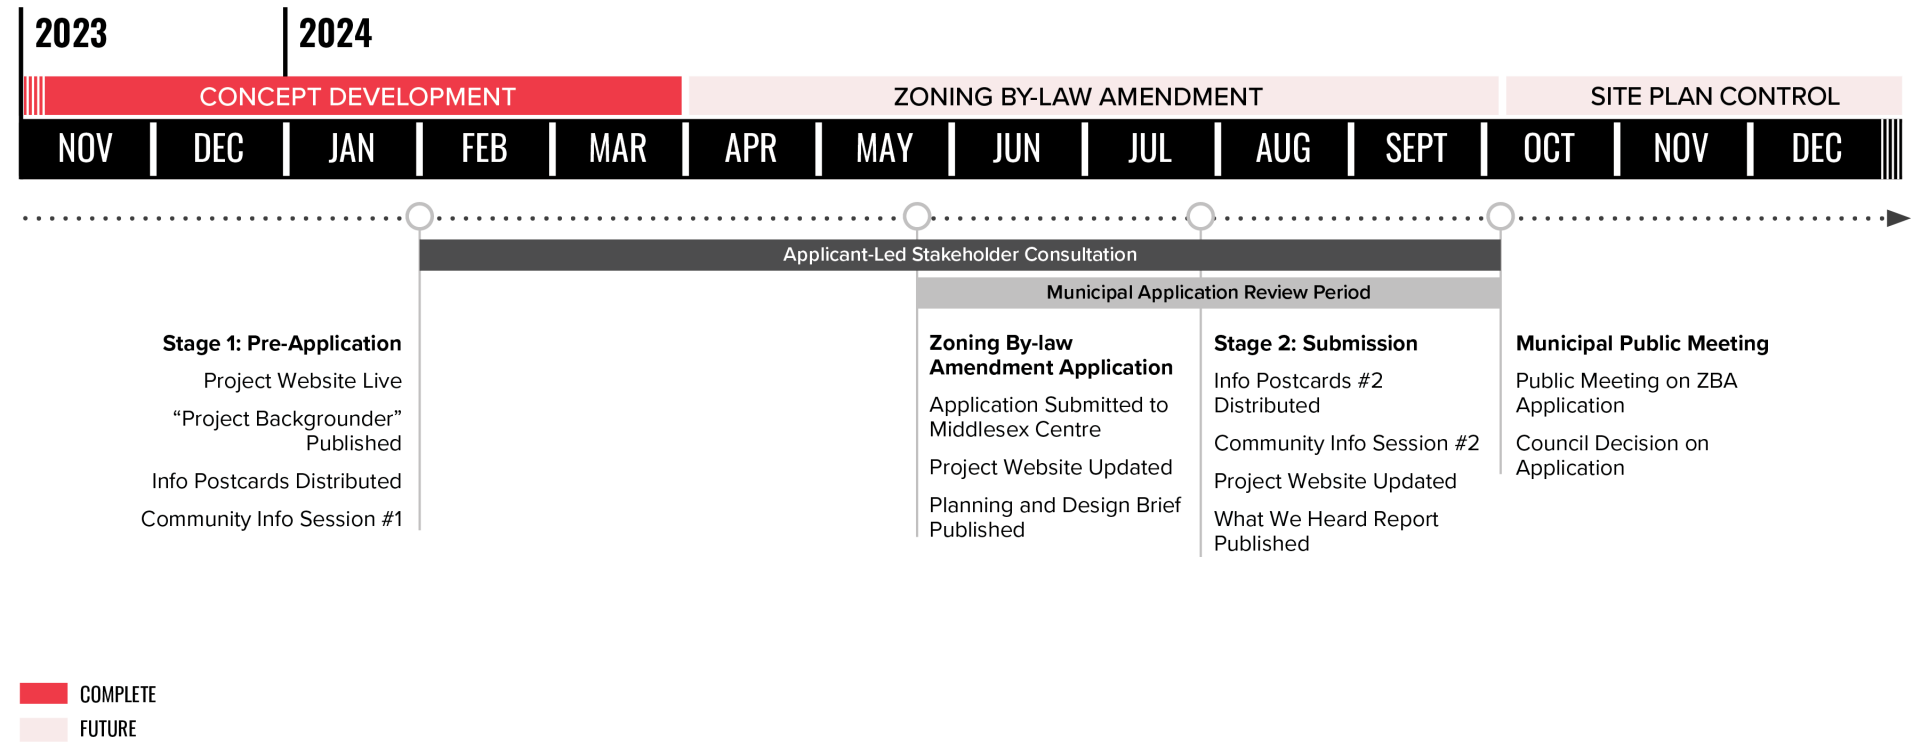 2023
2024
CONCEPT DEVELOPMENT
ZONING BY-LAW AMENDMENT
SITE PLAN CONTROL
NOV DEC JAN FEB MAR APR MAY JUN JUL AUG SEPT OCT NOV DEC
Applicant-Led Stakeholder Consultation
Municipal Application Review Period
Stage 1: Pre-Application
Project Website Live
“Project Backgrounder”
Published
Info Postcards Distributed
Community Info Session #1
Zoning By-law
Amendment Application
Application Submitted to
Middlesex Centre
Project Website Updated
Planning and Design Brief
Published
Stage 2: Submission
Info Postcards #2
Distributed
Community Info Session #2
Project Website Updated
What We Heard Report
Published
Municipal Public Meeting
Public Meeting on ZBA
Application
Council Decision on
Application
COMPLETE
FUTURE